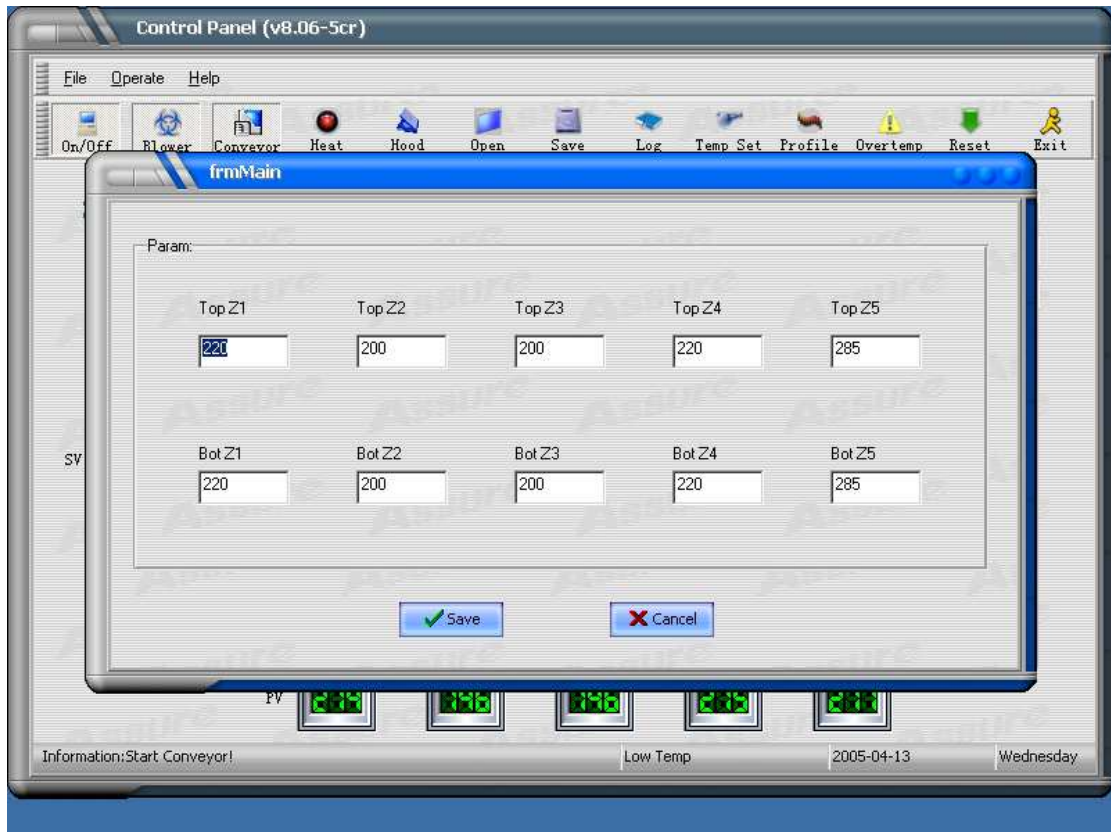 Control Panel (v8.06-5cr)
File Operate Help
On/Off Blower Conveyor Heat Hood Open Save Log Temp Set Profile Overtemp Reset Exit
frmMain
Param:
Top Z1 Top Z2 Top Z3 Top Z4 Top Z5
220 200 200 220 285
SV
Bot Z1 Bot Z2 Bot Z3 Bot Z4 Bot Z5
220 200 200 220 285
Save Cancel
PV
Information:Start Conveyor! Low Temp 2005-04-13 Wednesday